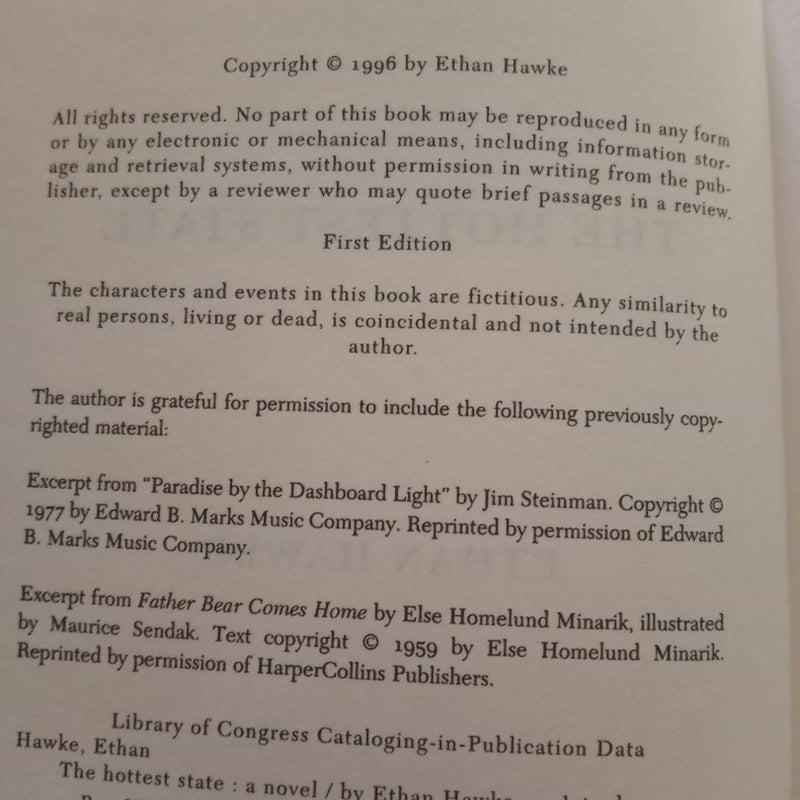 Copyright © 1996 by Ethan Hawke
All rights reserved. No part of this book may be reproduced in any form
or by any electronic or mechanical means, including information stor-
age and retrieval systems, without permission in writing from the pub-
lisher, except by a reviewer who may quote brief passages in a review.
First Edition
The characters and events in this book are fictitious. Any similarity to
real persons, living or dead, is coincidental and not intended by the
author.
The author is grateful for permission to include the following previously copy-
righted material:
Excerpt from “Paradise by the Dashboard Light” by Jim Steinman. Copyright ©
1977 by Edward B. Marks Music Company. Reprinted by permission of Edward
B. Marks Music Company.
Excerpt from Father Bear Comes Home by Else Homelund Minarik, illustrated
by Maurice Sendak. Text copyright © 1959 by Else Homelund Minarik.
Reprinted by permission of HarperCollins Publishers.
Library of Congress Cataloging-in-Publication Data
Hawke, Ethan
The hottest state : a novel / by Ethan Hawke